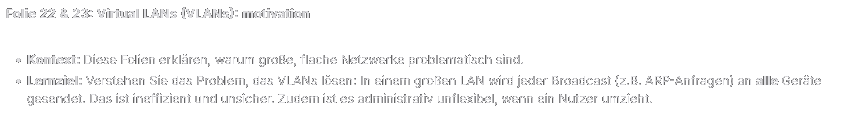 Folie 22 & 23: Virtual LANs (VLANs): motivation
• Kontext: Diese Folien erklären, warum große, flache Netzwerke problematisch sind.
• Lernziel: Verstehen Sie das Problem, das VLANs lösen: In einem großen LAN wird jeder Broadcast (z.B. ARP-Anfragen) an alle Geräte
gesendet. Das ist ineffizient und unsicher. Zudem ist es administrativ unflexibel, wenn ein Nutzer umzieht.